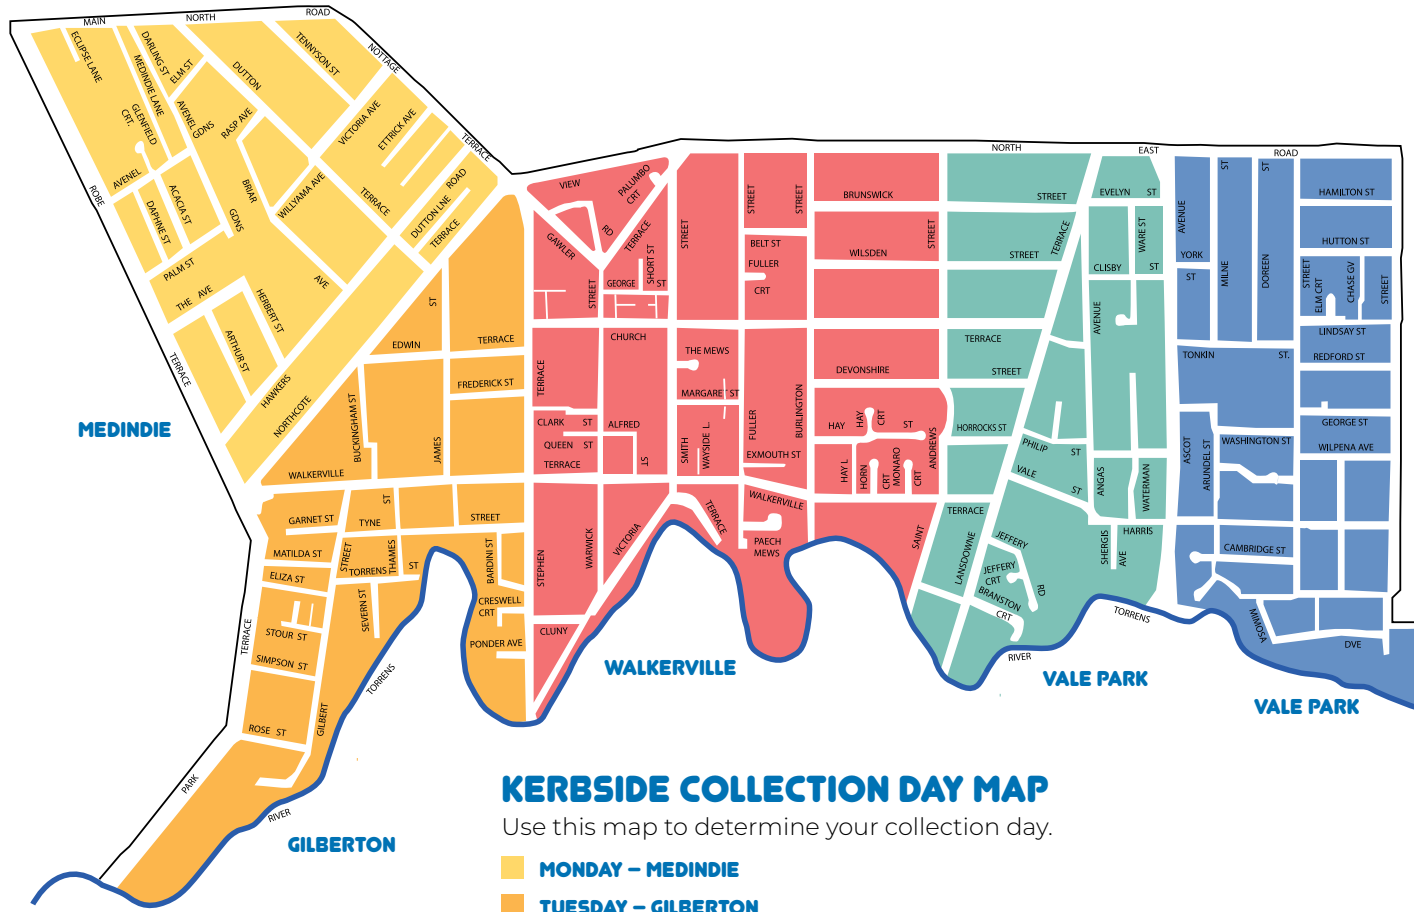 MAIN NORTH ROAD
NOTTAGE
TERRACE
ECLIPSE LANE
DARLING ST
MEDINDIE LANE
ELM ST
DUTTON
TENNYSON ST
AVENEL
GDNS
GLENFIELD
CRT.
RASP AVE
VICTORIA AVE
ETTRICK AVE
AVENEL
ROBE
DAPHNE ST
ACACIA ST
BRIAR
GDNS
WILLYAMA AVE
TERRACE
DUTTON LNE
ROAD
TERRACE
PALM ST
THE AVE
AVE
HERBERT ST
ARTHUR ST
TERRACE
HAWKERS
NORTHCOTE
MEDINDIE
ST
EDWIN
TERRACE
FREDERICK ST
BUCKINGHAM ST
JAMES
WALKERVILLE
ST
GARNET ST
TYNE
STREET
MATILDA ST
STREET
THAMES
TORRENS
ST
BARDINI ST
ELIZA ST
SEVERN ST
CRESWELL
CRT
PONDER AVE
STOUR ST
SIMPSON ST
TERRACE
TORRENS
ROSE ST
GILBERT
PARK
RIVER
GILBERTON
VIEW
PALUMBO
CRT
RD
GAWLER
TERRACE
SHORT ST
GEORGE ST
STREET
STREET
STREET
STREET
BELT ST
FULLER
CRT
BRUNSWICK
STREET
WILSDEN
STREET
STREET
CHURCH
TERRACE
THE MEWS
TERRACE
MARGARET ST
DEVONSHIRE
STREET
CLARK ST
ALFRED
QUEEN ST
TERRACE
ST
SMITH
WAYSIDE L.
FULLER
BURLINGTON
EXMOUTH ST
HAY
HAY
CRT
ST
HAY L
HORN
CRT
MONARO
CRT
ANDREWS
HORROCKS ST
WALKERVILLE
TERRACE
TERRACE
PAECH
MEWS
STEPHEN
WARWICK
VICTORIA
CLUNY
SAINT
WALKERVILLE
NORTH EAST ROAD
TERRACE
EVELYN ST
WARE ST
CLISBY ST
AVENUE
PHILIP ST
VALE ST
ANGAS
WATERMAN
LANSDOWNE
JEFFERY
RD
JEFFERY
CRT
BRANSTON
CRT
SHERGIS
AVE
HARRIS
RIVER
TORRENS
VALE PARK
AVENUE
YORK
ST
MILNE
ST
DOREEN
ST
HAMILTON ST
HUTTON ST
STREET
ELM CRT
CHASE GV
STREET
LINDSAY ST
TONKIN ST.
REDFORD ST
GEORGE ST
WILPENA AVE
ASCOT
ARUNDEL ST
WASHINGTON ST
CAMBRIDGE ST
MIMOSA
DVE
VALE PARK
KERBSIDE COLLECTION DAY MAP
Use this map to determine your collection day.
MONDAY – MEDINDIE
TUESDAY – GILBERTON